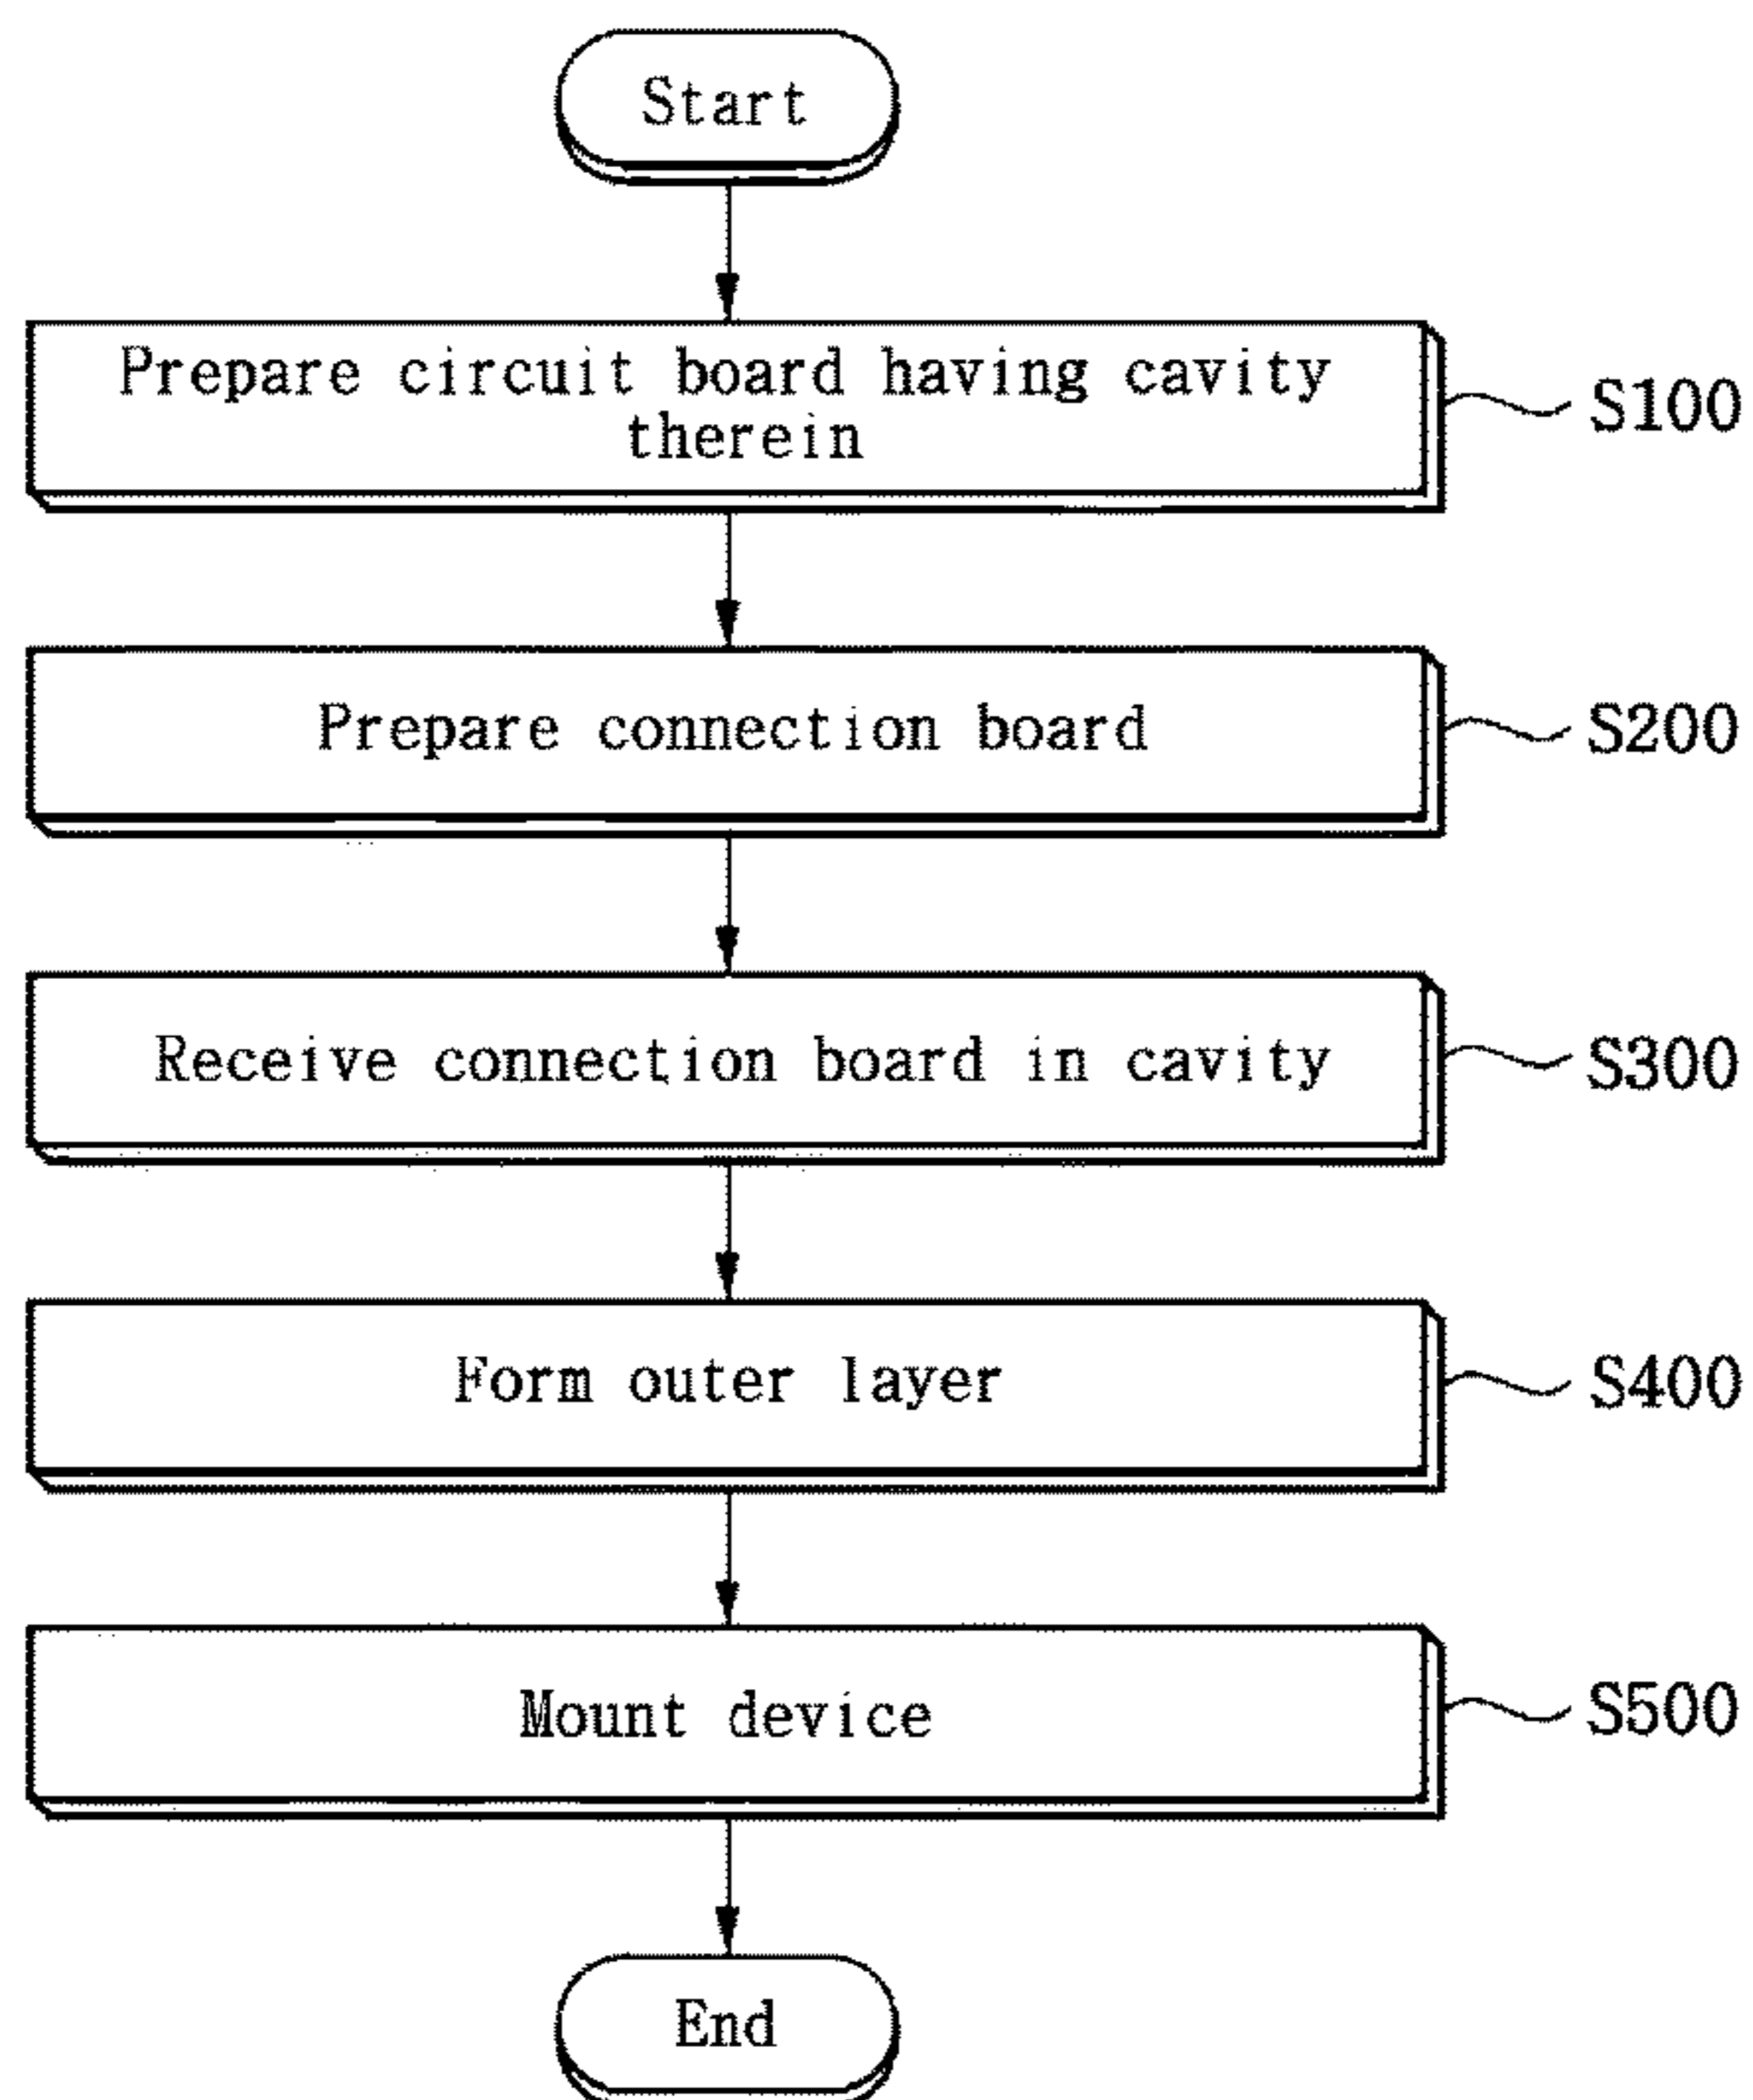 Start
Prepare circuit board having cavity
therein
S100
Prepare connection board
S200
Receive connection board in cavity
S300
Form outer layer
S400
Mount device
S500
End